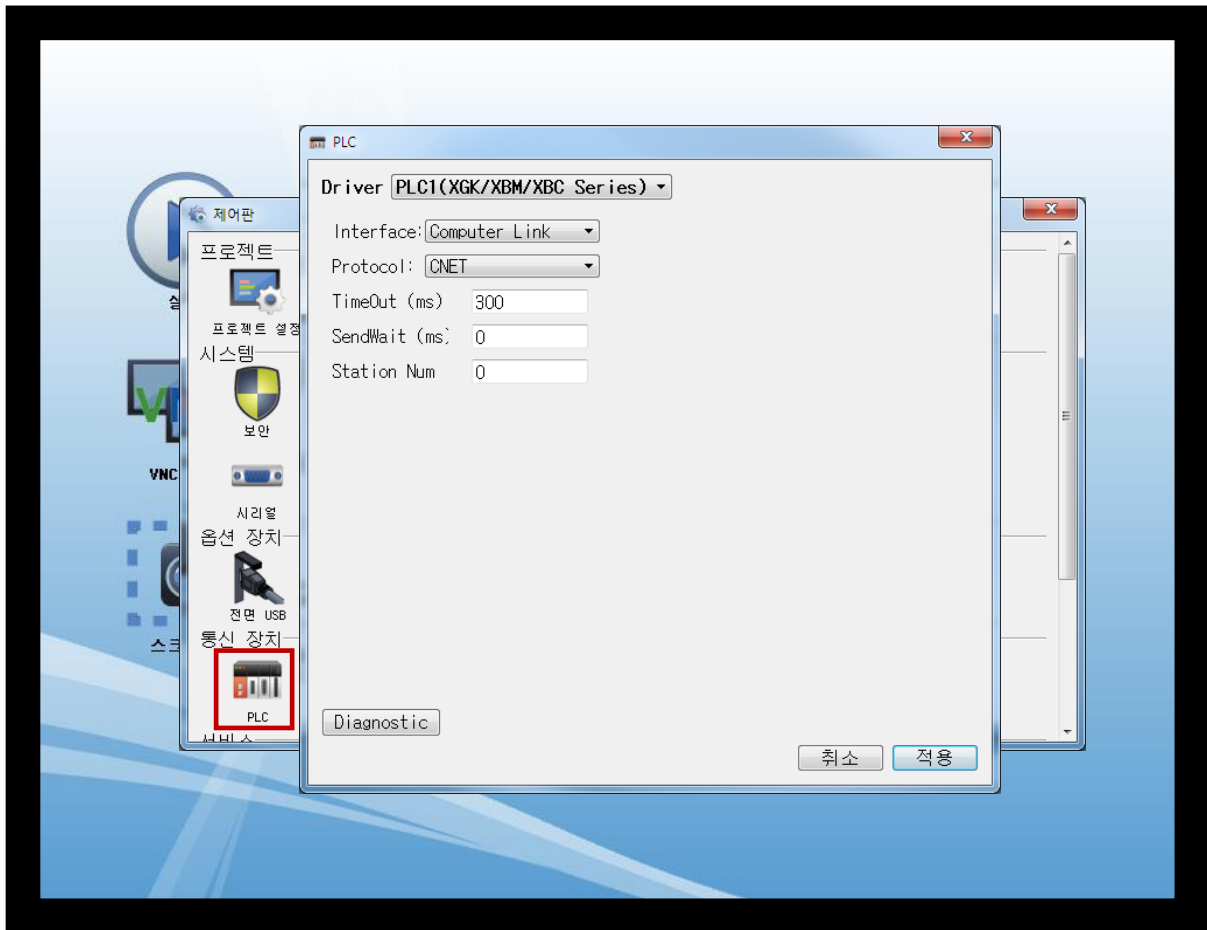 PLC
Driver PLC1(XGK/XBM/XBC Series)
제어판
Interface: Computer Link
프로젝트
Protocol: CNET
TimeOut (ms) 300
프로젝트 설정
SendWait (ms) 0
시스템
Station Num 0
보안
VNC
시리얼
옵션 장치
전면 USB
통신 장치
PLC
Diagnostic
취소 적용